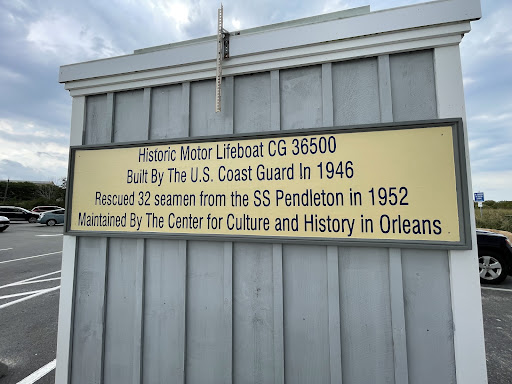 Historic Motor Lifeboat CG 36500
Built By The U.S. Coast Guard In 1946
Rescued 32 seamen from the SS Pendleton in 1952
Maintained By The Center for Culture and History in Orleans